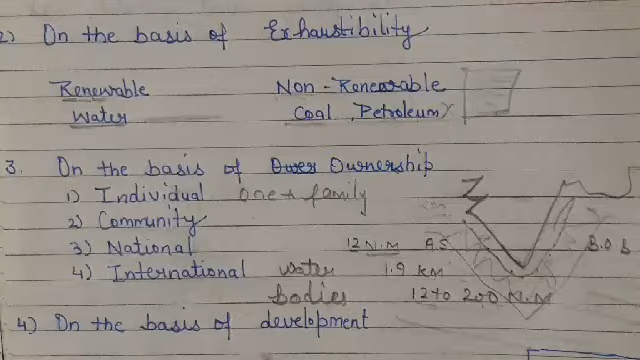 2) On the basis of Exhaustibility
Renewable Non-Renewable
Water Coal, Petroleum
3. On the basis of Ownership
1) Individual one + family
2) Community
3) National 12 N.M A.S B.O.B
4) International water 1.9 KM
bodies 12 to 200 N.M
4) On the basis of development